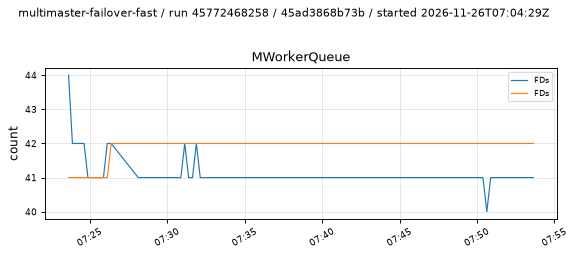 multimaster-failover-fast / run 45772468258 / 45ad3868b73b / started 2026-11-26T07:04:29Z
MWorkerQueue
FDs
FDs
count
44
43
42
41
40
07:25
07:30
07:35
07:40
07:45
07:50
07:55